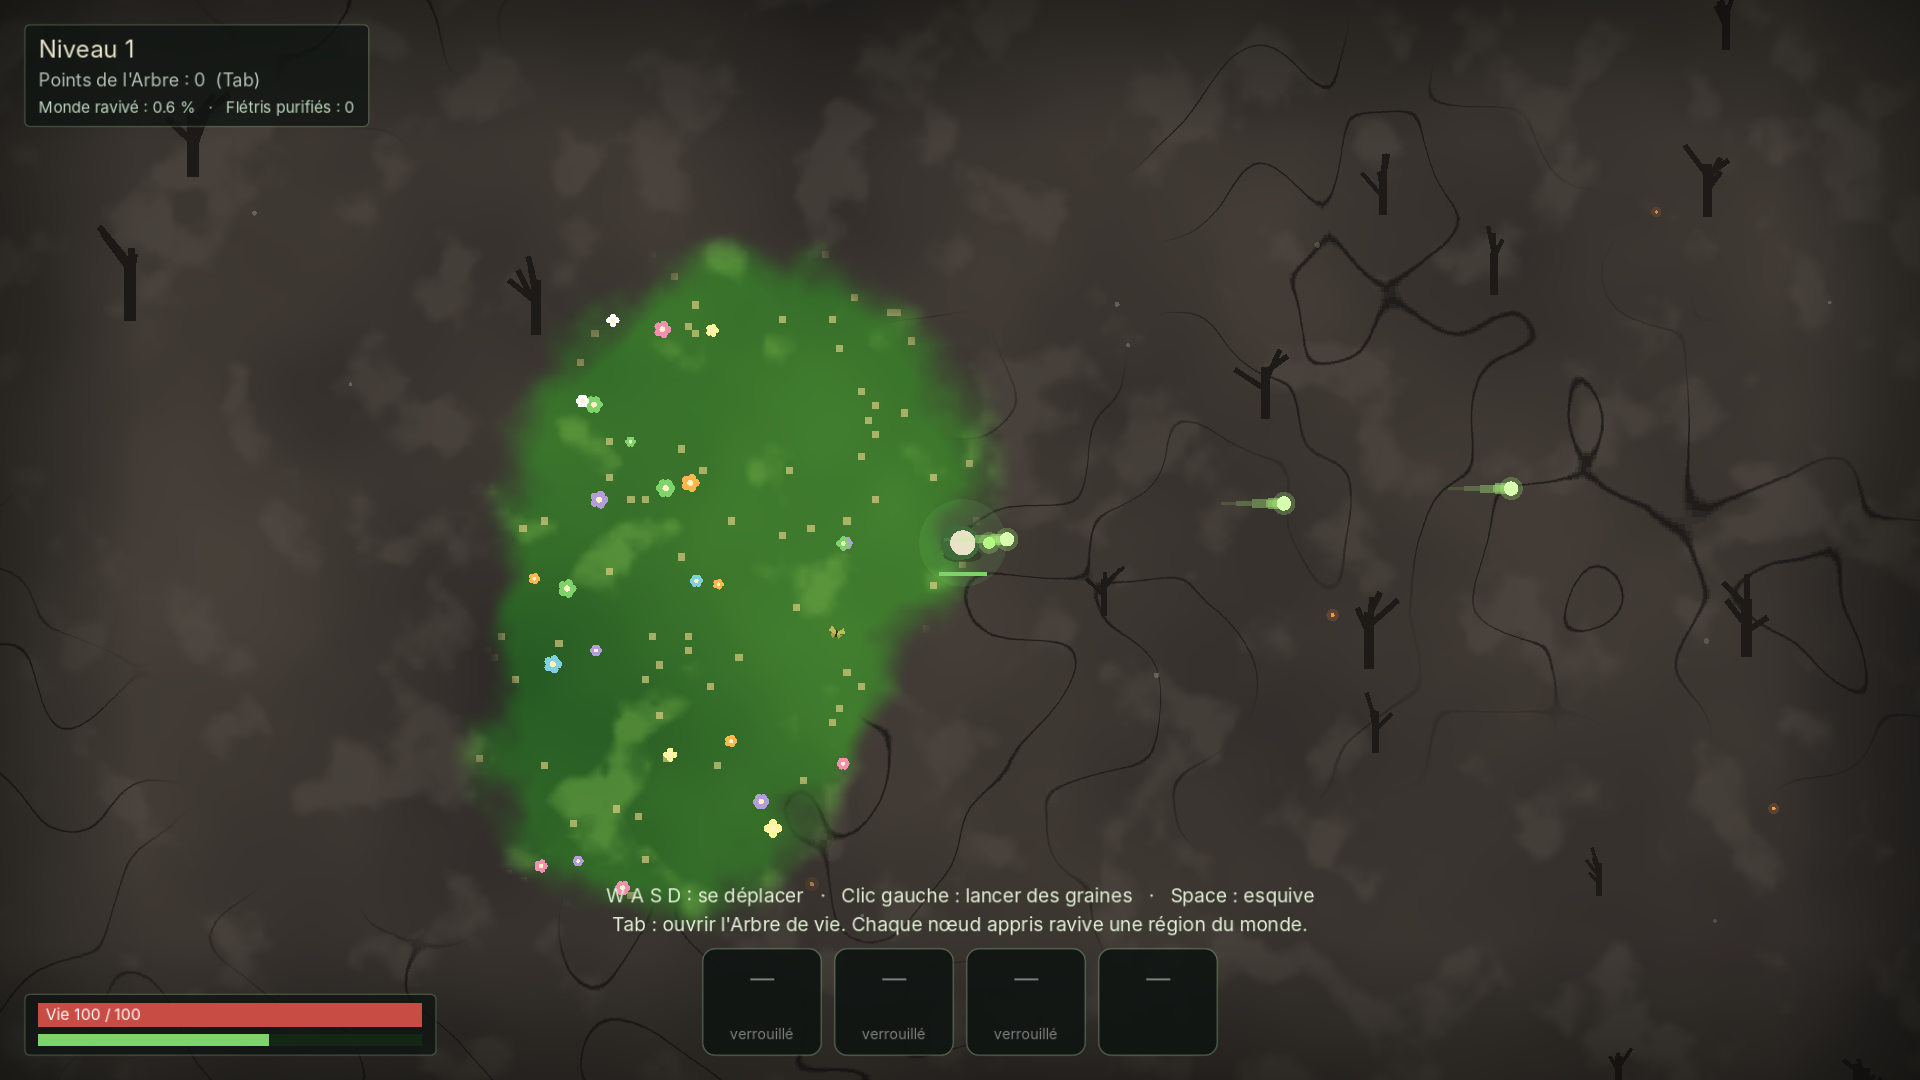 Niveau 1
Points de l'Arbre : 0 (Tab)
Monde ravivé : 0.6 % · Flétris purifiés : 0
W A S D : se déplacer · Clic gauche : lancer des graines · Space : esquive
Tab : ouvrir l'Arbre de vie. Chaque nœud appris ravive une région du monde.
— — — —
verrouillé verrouillé verrouillé
Vie 100 / 100